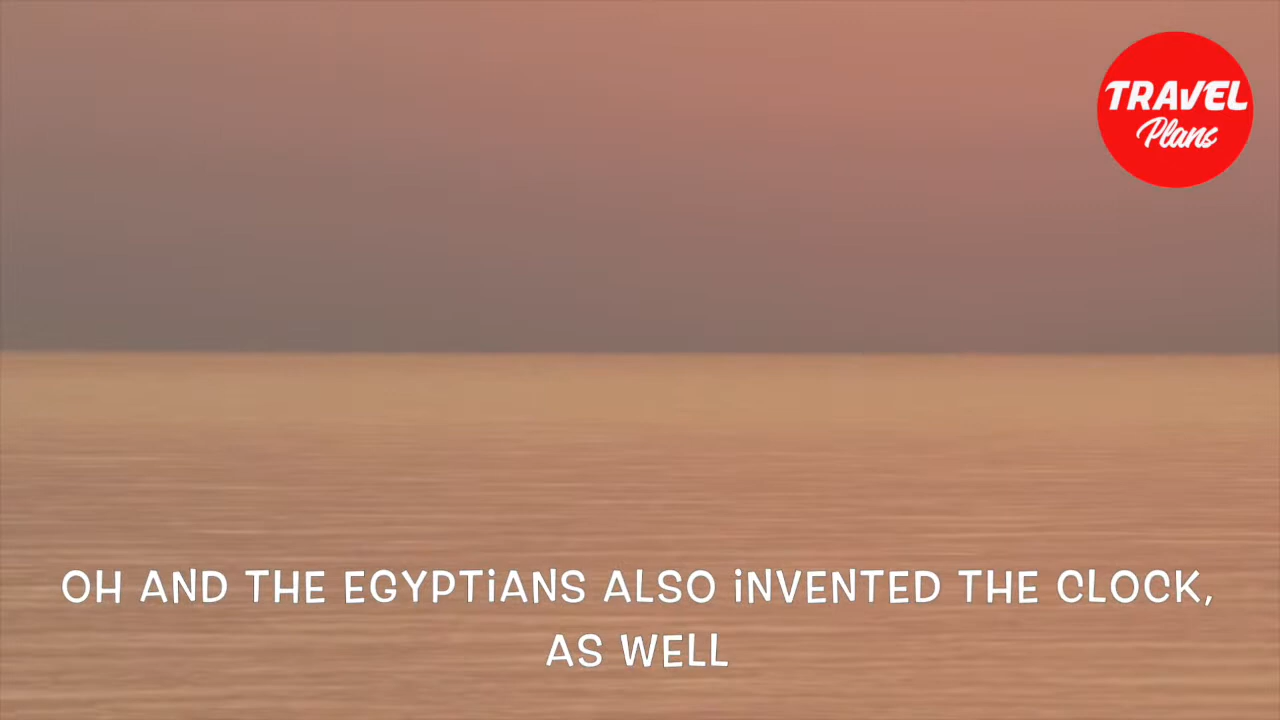 TRAVEL
Plans
OH AND THE EGYPTiANS ALSO iNVENTED THE CLOCK,
AS WELL